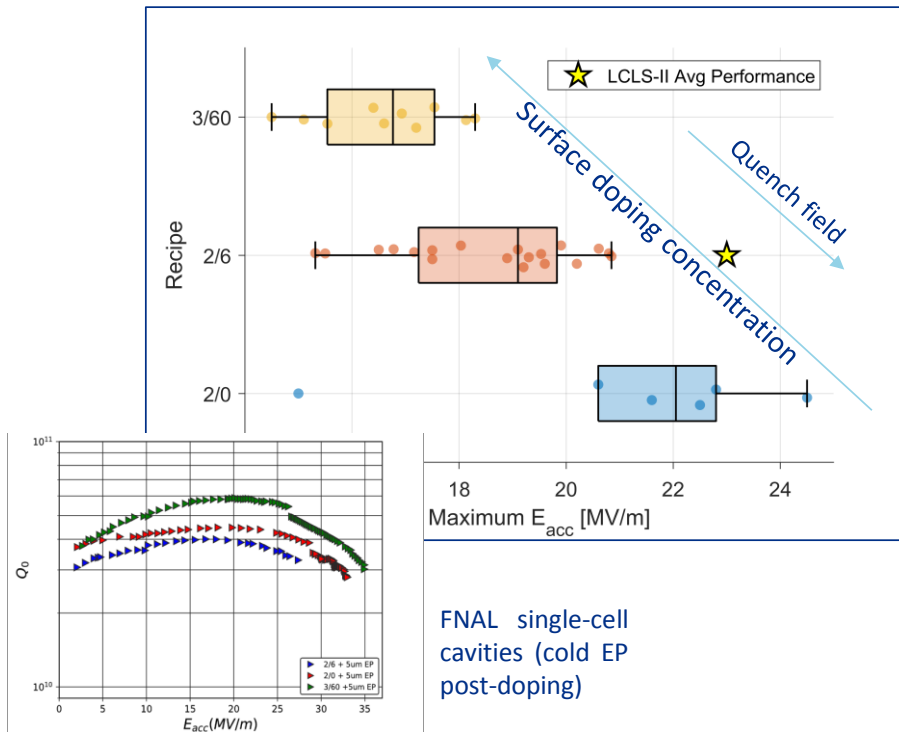 LCLS-II Avg Performance
Surface doping concentration
Quench field
Recipe
3/60
2/6
2/0
18 20 22 24
Maximum E_acc [MV/m]
10^11
10^10
Q_0
0 5 10 15 20 25 30 35
E_acc(MV/m)
2/6 + 5um EP
2/0 + 5um EP
3/60 +5um EP
FNAL single-cell
cavities (cold EP
post-doping)